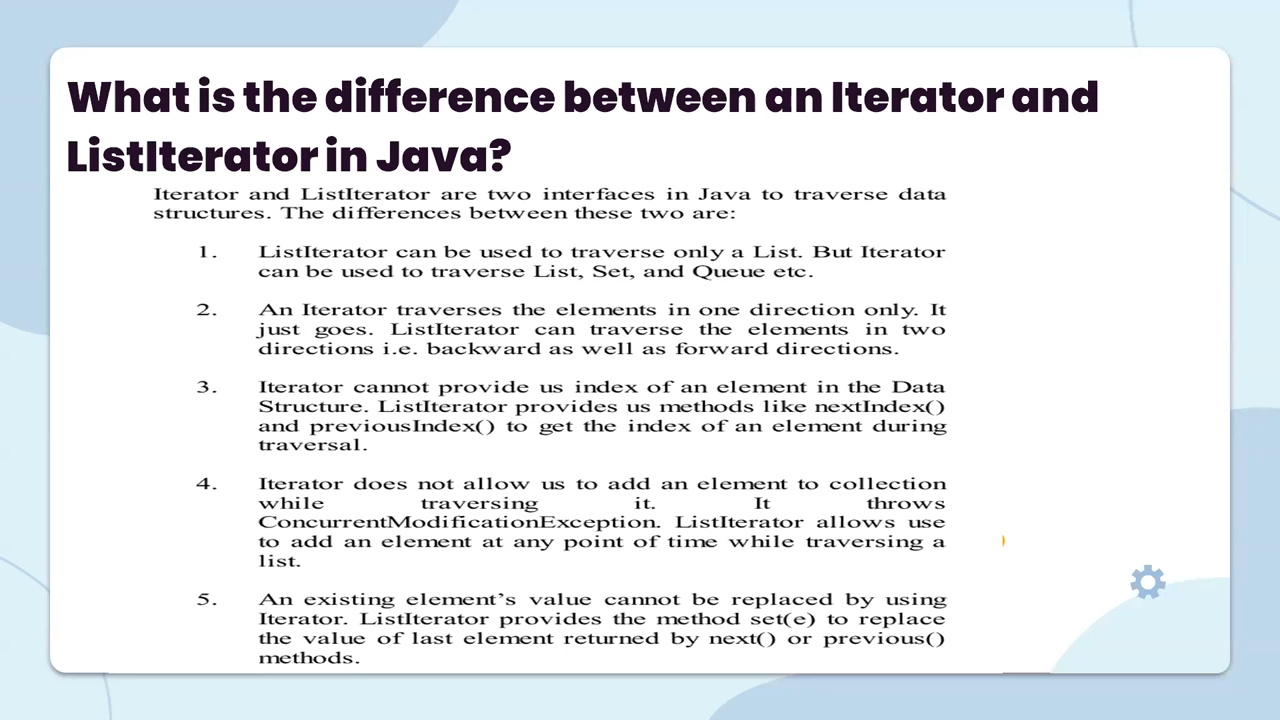 What is the difference between an Iterator and
ListIterator in Java?
Iterator and ListIterator are two interfaces in Java to traverse data
structures. The differences between these two are:
1. ListIterator can be used to traverse only a List. But Iterator
can be used to traverse List, Set, and Queue etc.
2. An Iterator traverses the elements in one direction only. It
just goes. ListIterator can traverse the elements in two
directions i.e. backward as well as forward directions.
3. Iterator cannot provide us index of an element in the Data
Structure. ListIterator provides us methods like nextIndex()
and previousIndex() to get the index of an element during
traversal.
4. Iterator does not allow us to add an element to collection
while traversing it. It throws
ConcurrentModificationException. ListIterator allows use
to add an element at any point of time while traversing a
list.
5. An existing element’s value cannot be replaced by using
Iterator. ListIterator provides the method set(e) to replace
the value of last element returned by next() or previous()
methods.